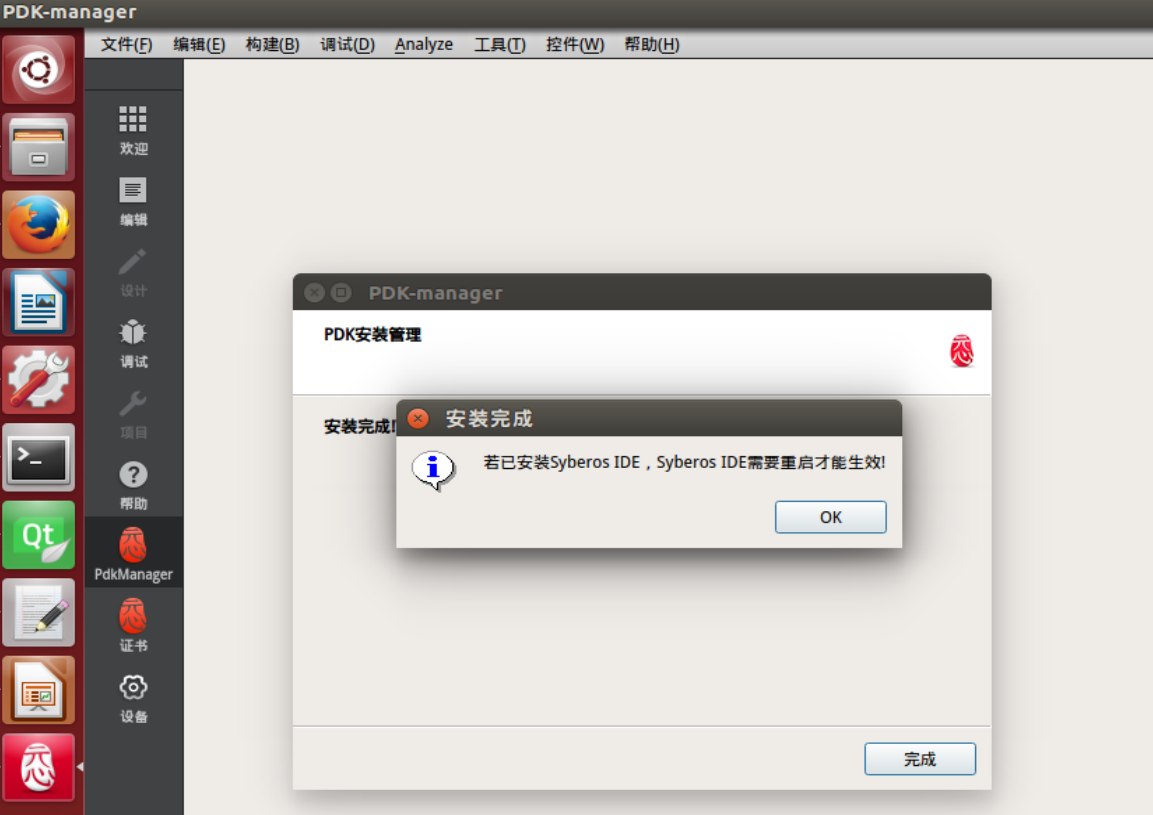 PDK-manager
文件(F) 编辑(E) 构建(B) 调试(D) Analyze 工具(T) 控件(W) 帮助(H)
欢迎
编辑
设计
调试
项目
帮助
PdkManager
证书
设备
Qt
>_
PDK-manager
PDK安装管理
安装完成!
安装完成
若已安装Syberos IDE，Syberos IDE需要重启才能生效!
OK
完成